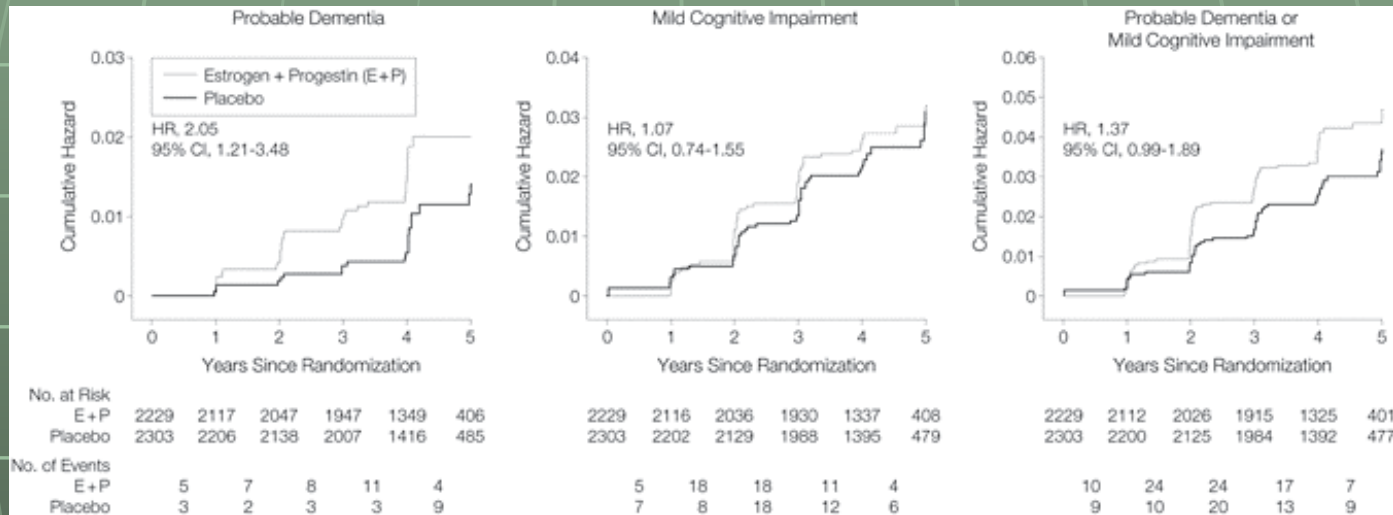 Probable Dementia
0.03
0.02
0.01
0
Cumulative Hazard
Estrogen + Progestin (E+P)
Placebo
HR, 2.05
95% CI, 1.21-3.48
0 1 2 3 4 5
Years Since Randomization
Mild Cognitive Impairment
0.04
0.03
0.02
0.01
0
Cumulative Hazard
HR, 1.07
95% CI, 0.74-1.55
0 1 2 3 4 5
Years Since Randomization
Probable Dementia or
Mild Cognitive Impairment
0.06
0.05
0.04
0.03
0.02
0.01
0
Cumulative Hazard
HR, 1.37
95% CI, 0.99-1.89
0 1 2 3 4 5
Years Since Randomization
No. at Risk
E+P 2229 2117 2047 1947 1349 406 2229 2116 2036 1930 1337 408 2229 2112 2026 1915 1325 401
Placebo 2303 2206 2138 2007 1416 485 2303 2202 2129 1988 1395 479 2303 2200 2125 1984 1392 477
No. of Events
E+P 5 7 8 11 4 5 18 18 11 4 10 24 24 17 7
Placebo 3 2 3 3 9 7 8 18 12 6 9 10 20 13 9